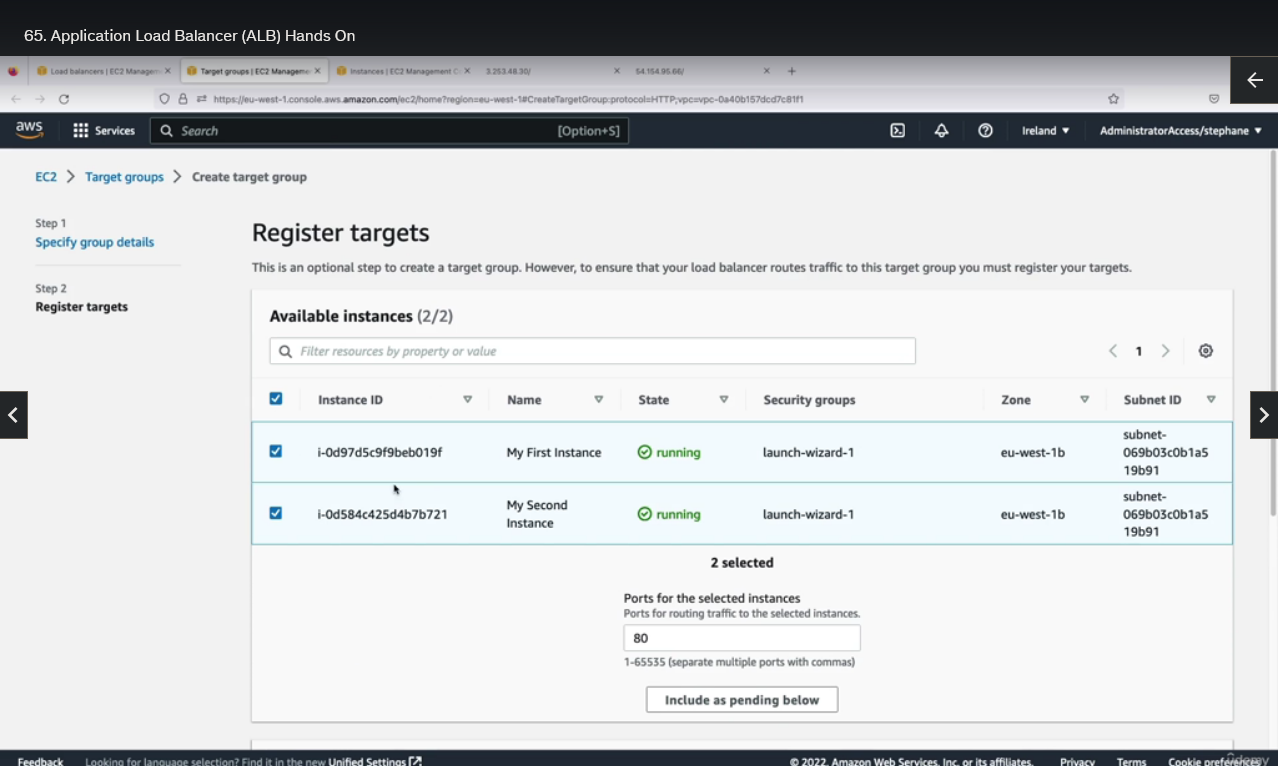 65. Application Load Balancer (ALB) Hands On
Load balancers | EC2 Managem
Target groups | EC2 Manageme
Instances | EC2 Management C
3.253.48.30/
54.154.95.66/
https://eu-west-1.console.aws.amazon.com/ec2/home?region=eu-west-1#CreateTargetGroup:protocol=HTTP;vpc=vpc-0a40b157dcd7c81f1
aws
Services
Search
[Option+S]
Ireland
AdministratorAccess/stephane
EC2 > Target groups > Create target group
Step 1
Specify group details
Step 2
Register targets
Register targets
This is an optional step to create a target group. However, to ensure that your load balancer routes traffic to this target group you must register your targets.
Available instances (2/2)
Filter resources by property or value
1
Instance ID Name State Security groups Zone Subnet ID
i-0d97d5c9f9beb019f My First Instance running launch-wizard-1 eu-west-1b subnet-
069b03c0b1a5
19b91
i-0d584c425d4b7b721 My Second
Instance running launch-wizard-1 eu-west-1b subnet-
069b03c0b1a5
19b91
2 selected
Ports for the selected instances
Ports for routing traffic to the selected instances.
80
1-65535 (separate multiple ports with commas)
Include as pending below
Feedback
Looking for language selection? Find it in the new Unified Settings
© 2022, Amazon Web Services, Inc. or its affiliates.
Privacy
Terms
Cookie preferences
ûdemy